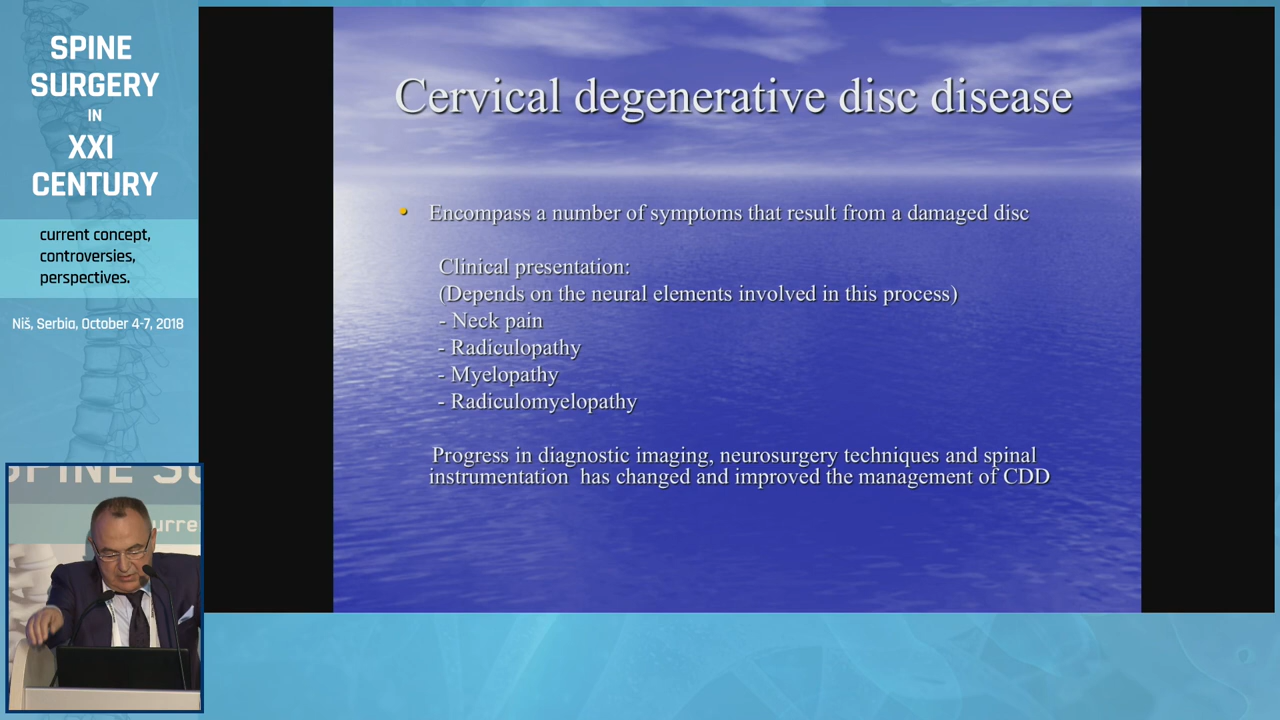 SPINE
SURGERY
IN
XXI
CENTURY
current concept,
controversies,
perspectives.
Niš, Serbia, October 4-7, 2018
Cervical degenerative disc disease
• Encompass a number of symptoms that result from a damaged disc
Clinical presentation:
(Depends on the neural elements involved in this process)
- Neck pain
- Radiculopathy
- Myelopathy
- Radiculomyelopathy
Progress in diagnostic imaging, neurosurgery techniques and spinal
instrumentation has changed and improved the management of CDD
SPINE SU
urre